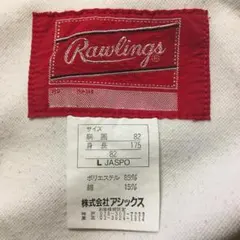 Rawlings®
サイズ
胸囲 82
身長 175
82
L JASPO
ポリエステル 85%
綿 15%
株式会社アシックス